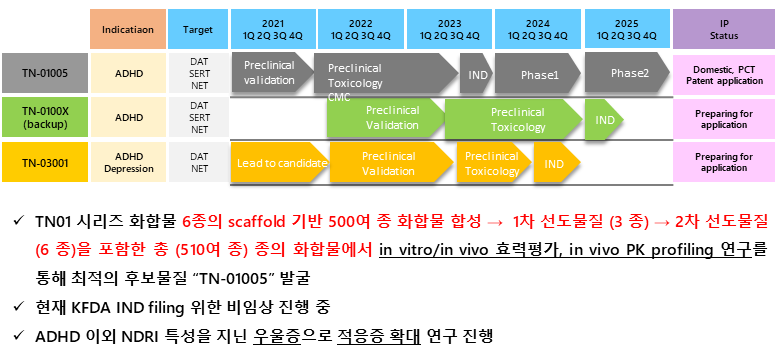 Indicatiaon
Target
2021
1Q 2Q 3Q 4Q
2022
1Q 2Q 3Q 4Q
2023
1Q 2Q 3Q 4Q
2024
1Q 2Q 3Q 4Q
2025
1Q 2Q 3Q 4Q
IP
Status
TN-01005
ADHD
DAT
SERT
NET
Preclinical
validation
Preclinical
Toxicology
CMC
IND
Phase1
Phase2
Domestic, PCT
Patent application
TN-0100X
(backup)
ADHD
DAT
SERT
NET
Preclinical
Validation
Preclinical
Toxicology
IND
Preparing for
application
TN-03001
ADHD
Depression
DAT
NET
Lead to candidate
Preclinical
Validation
Preclinical
Toxicology
IND
Preparing for
application
✓ TN01 시리즈 화합물 6종의 scaffold 기반 500여 종 화합물 합성 → 1차 선도물질 (3 종) → 2차 선도물질
(6 종)을 포함한 총 (510여 종) 종의 화합물에서 in vitro/in vivo 효력평가, in vivo PK profiling 연구를
통해 최적의 후보물질 “TN-01005” 발굴
✓ 현재 KFDA IND filing 위한 비임상 진행 중
✓ ADHD 이외 NDRI 특성을 지닌 우울증으로 적응증 확대 연구 진행